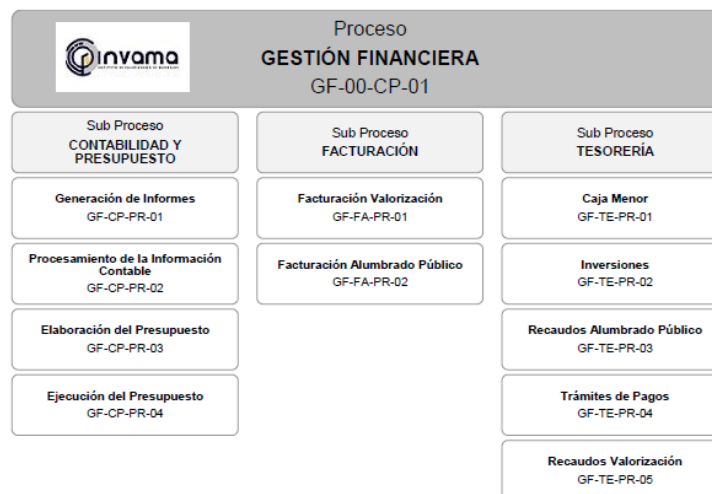 invama
Proceso
GESTIÓN FINANCIERA
GF-00-CP-01
Sub Proceso
CONTABILIDAD Y
PRESUPUESTO
Generación de Informes
GF-CP-PR-01
Procesamiento de la Información
Contable
GF-CP-PR-02
Elaboración del Presupuesto
GF-CP-PR-03
Ejecución del Presupuesto
GF-CP-PR-04
Sub Proceso
FACTURACIÓN
Facturación Valorización
GF-FA-PR-01
Facturación Alumbrado Público
GF-FA-PR-02
Sub Proceso
TESORERÍA
Caja Menor
GF-TE-PR-01
Inversiones
GF-TE-PR-02
Recaudos Alumbrado Público
GF-TE-PR-03
Trámites de Pagos
GF-TE-PR-04
Recaudos Valorización
GF-TE-PR-05